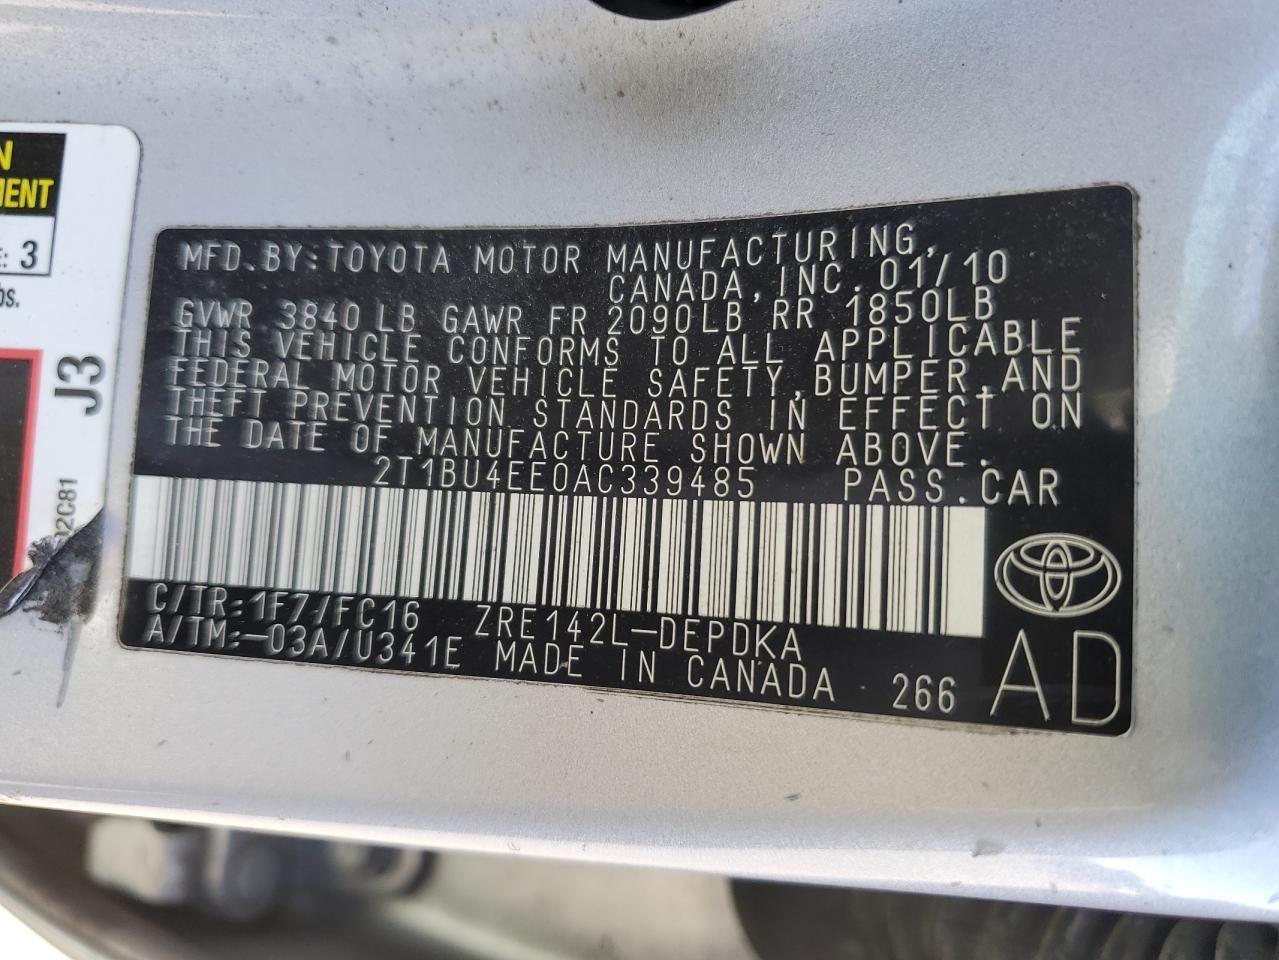 MFD.BY:TOYOTA MOTOR MANUFACTURING,
CANADA,INC.01/10
GVWR 3840LB GAWR FR 2090LB RR 1850LB
THIS VEHICLE CONFORMS TO ALL APPLICABLE
FEDERAL MOTOR VEHICLE SAFETY,BUMPER,AND
THEFT PREVENTION STANDARDS IN EFFECT ON
THE DATE OF MANUFACTURE SHOWN ABOVE.
2T1BU4EE0AC339485 PASS.CAR
C/TR:1F7/FC16 ZRE142L-DEPDKA
A/TM:-03A/U341E MADE IN CANADA 266 AD
3
J3
02C81